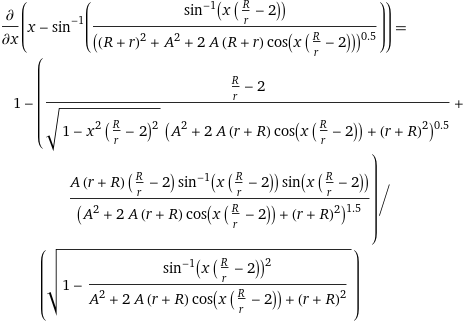 ∂/∂x (x − sin⁻¹(sin⁻¹(x (R/r − 2)) / ((R + r)² + A² + 2 A (R + r) cos(x (R/r − 2)))^0.5)) =
1 − ((R/r − 2) / (√(1 − x² (R/r − 2)²) (A² + 2 A (r + R) cos(x (R/r − 2)) + (r + R)²)^0.5) +
(A (r + R) (R/r − 2) sin⁻¹(x (R/r − 2)) sin(x (R/r − 2))) / (A² + 2 A (r + R) cos(x (R/r − 2)) + (r + R)²)^1.5) /
(√(1 − sin⁻¹(x (R/r − 2))² / (A² + 2 A (r + R) cos(x (R/r − 2)) + (r + R)²)))